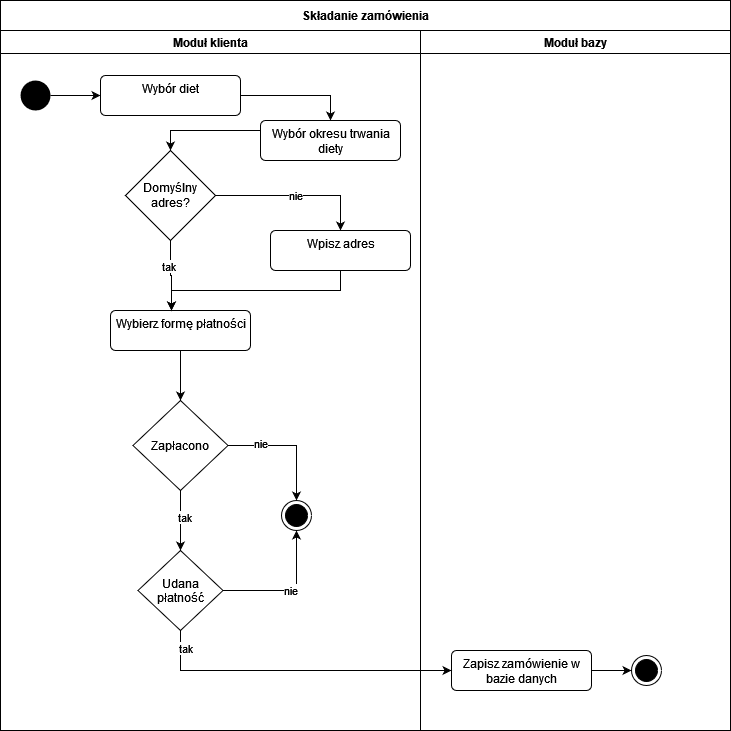 Składanie zamówienia
Moduł klienta
Moduł bazy
Wybór diet
Wybór okresu trwania
diety
Domyślny
adres?
nie
Wpisz adres
tak
Wybierz formę płatności
Zapłacono
nie
tak
Udana
płatność
nie
tak
Zapisz zamówienie w
bazie danych